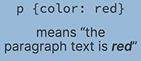 p {color: red}
means “the
paragraph text is red“